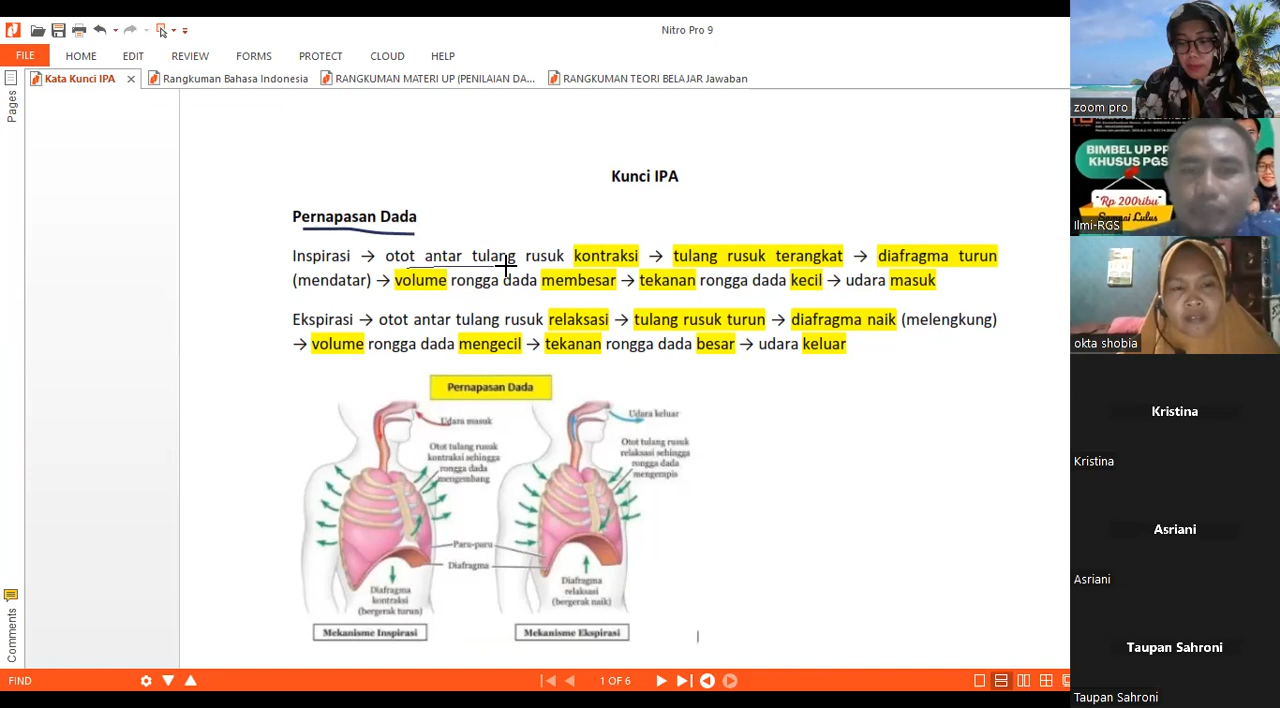 Nitro Pro 9
FILE HOME EDIT REVIEW FORMS PROTECT CLOUD HELP
Kata Kunci IPA × Rangkuman Bahasa Indonesia RANGKUMAN MATERI UP (PENILAIAN DA... RANGKUMAN TEORI BELAJAR Jawaban
Pages
Kunci IPA
Pernapasan Dada
Inspirasi → otot antar tulang rusuk kontraksi → tulang rusuk terangkat → diafragma turun
(mendatar) → volume rongga dada membesar → tekanan rongga dada kecil → udara masuk
Ekspirasi → otot antar tulang rusuk relaksasi → tulang rusuk turun → diafragma naik (melengkung)
→ volume rongga dada mengecil → tekanan rongga dada besar → udara keluar
Pernapasan Dada
Udara masuk
Otot tulang rusuk
kontraksi sehingga
rongga dada
mengembang
Udara keluar
Otot tulang rusuk
relaksasi sehingga
rongga dada
mengempis
Paru-paru
Diafragma
Diafragma
kontraksi
(bergerak turun)
Diafragma
relaksasi
(bergerak naik)
Mekanisme Inspirasi
Mekanisme Ekspirasi
Comments
FIND
1 OF 6
zoom pro
BIMBEL UP PP
KHUSUS PGS
Rp 200ribu
Sampai Lulus
Ilmi-RGS
okta shobia
Kristina
Kristina
Asriani
Asriani
Taupan Sahroni
Taupan Sahroni